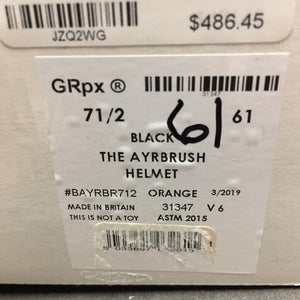 JZQ2WG
$486.45
GRpx ®
31347
71/2
61
61
BLACK
THE AYRBRUSH
HELMET
#BAYRBR712 ORANGE 3/2019
MADE IN BRITAIN 31347 V 6
THIS IS NOT A TOY ASTM 2015